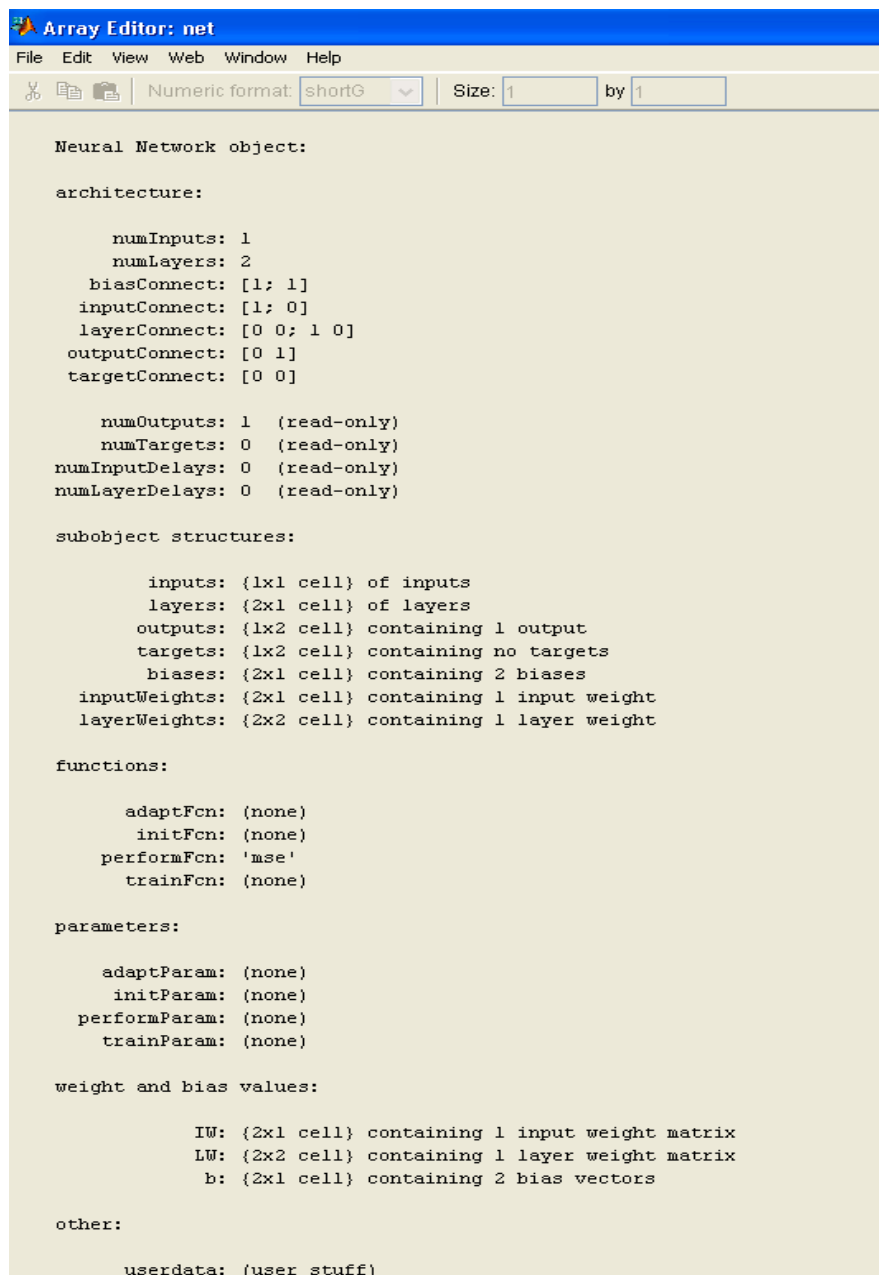 Array Editor: net
File Edit View Web Window Help
Numeric format: shortG Size: 1 by 1
Neural Network object:
architecture:
numInputs: 1
numLayers: 2
biasConnect: [1; 1]
inputConnect: [1; 0]
layerConnect: [0 0; 1 0]
outputConnect: [0 1]
targetConnect: [0 0]
numOutputs: 1 (read-only)
numTargets: 0 (read-only)
numInputDelays: 0 (read-only)
numLayerDelays: 0 (read-only)
subobject structures:
inputs: {1x1 cell} of inputs
layers: {2x1 cell} of layers
outputs: {1x2 cell} containing 1 output
targets: {1x2 cell} containing no targets
biases: {2x1 cell} containing 2 biases
inputWeights: {2x1 cell} containing 1 input weight
layerWeights: {2x2 cell} containing 1 layer weight
functions:
adaptFcn: (none)
initFcn: (none)
performFcn: 'mse'
trainFcn: (none)
parameters:
adaptParam: (none)
initParam: (none)
performParam: (none)
trainParam: (none)
weight and bias values:
IW: {2x1 cell} containing 1 input weight matrix
LW: {2x2 cell} containing 1 layer weight matrix
b: {2x1 cell} containing 2 bias vectors
other:
userdata: (user stuff)